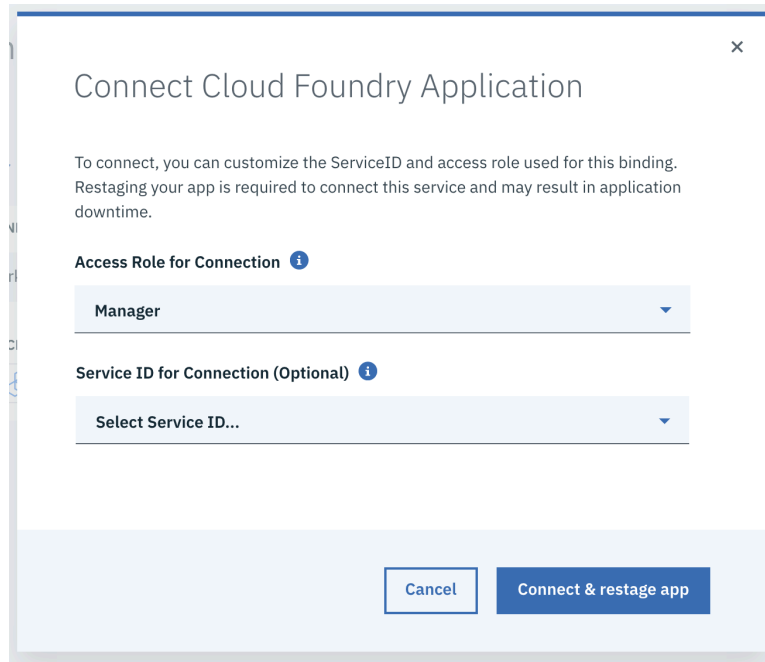 Connect Cloud Foundry Application
To connect, you can customize the ServiceID and access role used for this binding.
Restaging your app is required to connect this service and may result in application
downtime.
Access Role for Connection
Manager
Service ID for Connection (Optional)
Select Service ID...
Cancel
Connect & restage app